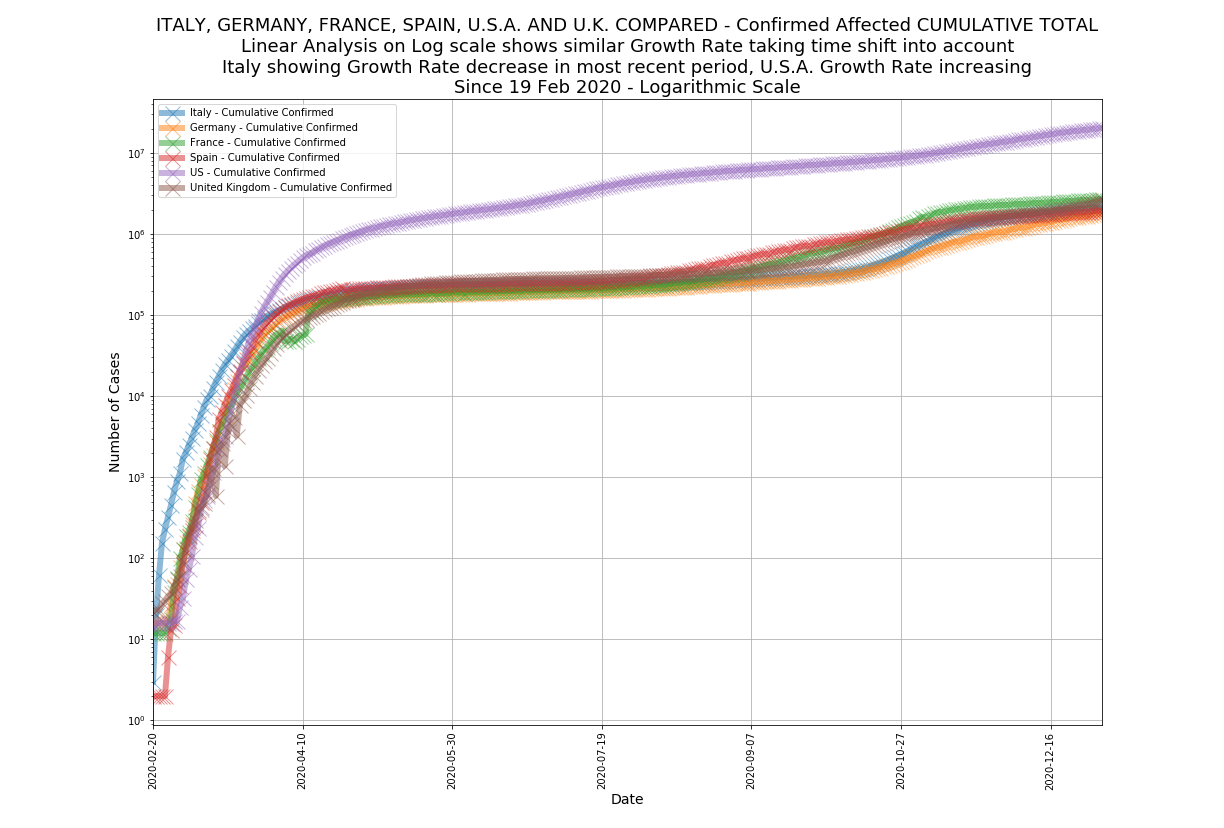 ITALY, GERMANY, FRANCE, SPAIN, U.S.A. AND U.K. COMPARED - Confirmed Affected CUMULATIVE TOTAL
Linear Analysis on Log scale shows similar Growth Rate taking time shift into account
Italy showing Growth Rate decrease in most recent period, U.S.A. Growth Rate increasing
Since 19 Feb 2020 - Logarithmic Scale
Italy - Cumulative Confirmed
Germany - Cumulative Confirmed
France - Cumulative Confirmed
Spain - Cumulative Confirmed
US - Cumulative Confirmed
United Kingdom - Cumulative Confirmed
Number of Cases
10⁷
10⁶
10⁵
10⁴
10³
10²
10¹
10⁰
2020-02-20
2020-04-10
2020-05-30
2020-07-19
2020-09-07
2020-10-27
2020-12-16
Date